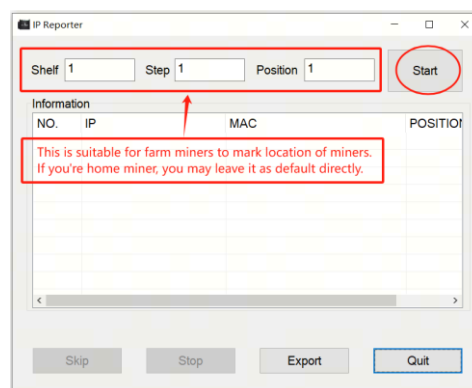 IP Reporter
Shelf 1 Step 1 Position 1 Start
Information
NO. IP MAC POSITION
This is suitable for farm miners to mark location of miners.
If you're home miner, you may leave it as default directly.
Skip Stop Export Quit